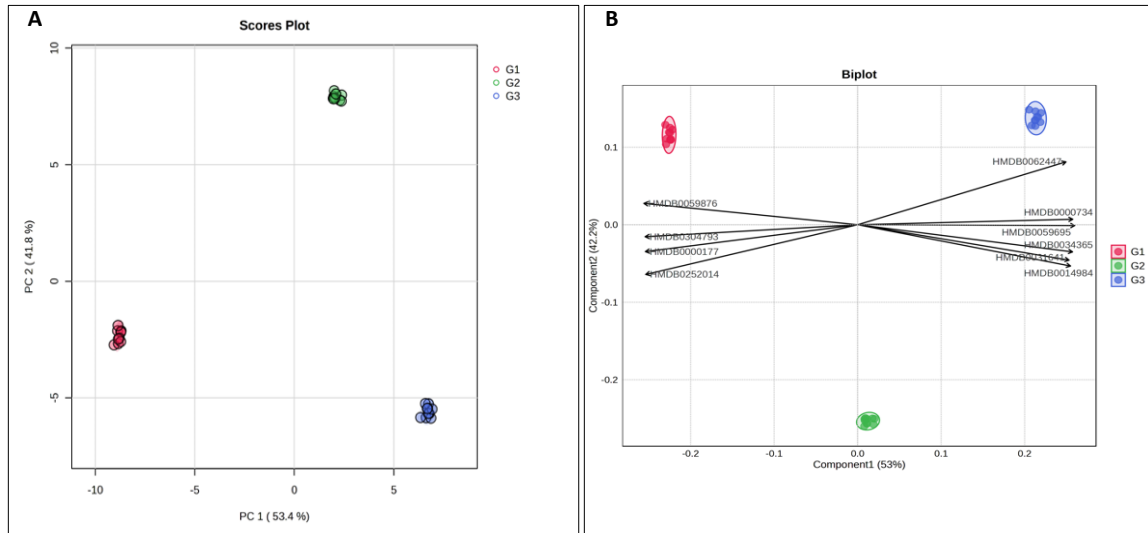 A
Scores Plot
10
5
0
-5
-10
-5
0
5
PC 2 ( 41.8 %)
PC 1 ( 53.4 %)
G1
G2
G3
B
Biplot
0.1
0.0
-0.1
-0.2
-0.2
-0.1
0.0
0.1
0.2
Component2 (42.2%)
Component1 (53%)
HMDB0062447
HMDB0059876
HMDB0000734
HMDB0304793
HMDB0059695
HMDB0000177
HMDB0034365
HMDB0252014
HMDB0014984
G1
G2
G3